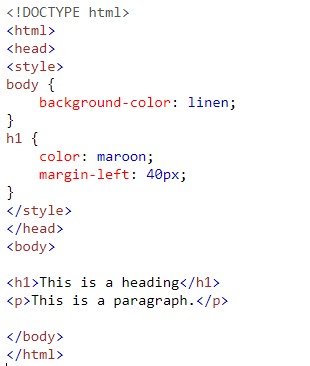 <!DOCTYPE html>
<html>
<head>
<style>
body {
    background-color: linen;
}
h1 {
    color: maroon;
    margin-left: 40px;
}
</style>
</head>
<body>

<h1>This is a heading</h1>
<p>This is a paragraph.</p>

</body>
</html>